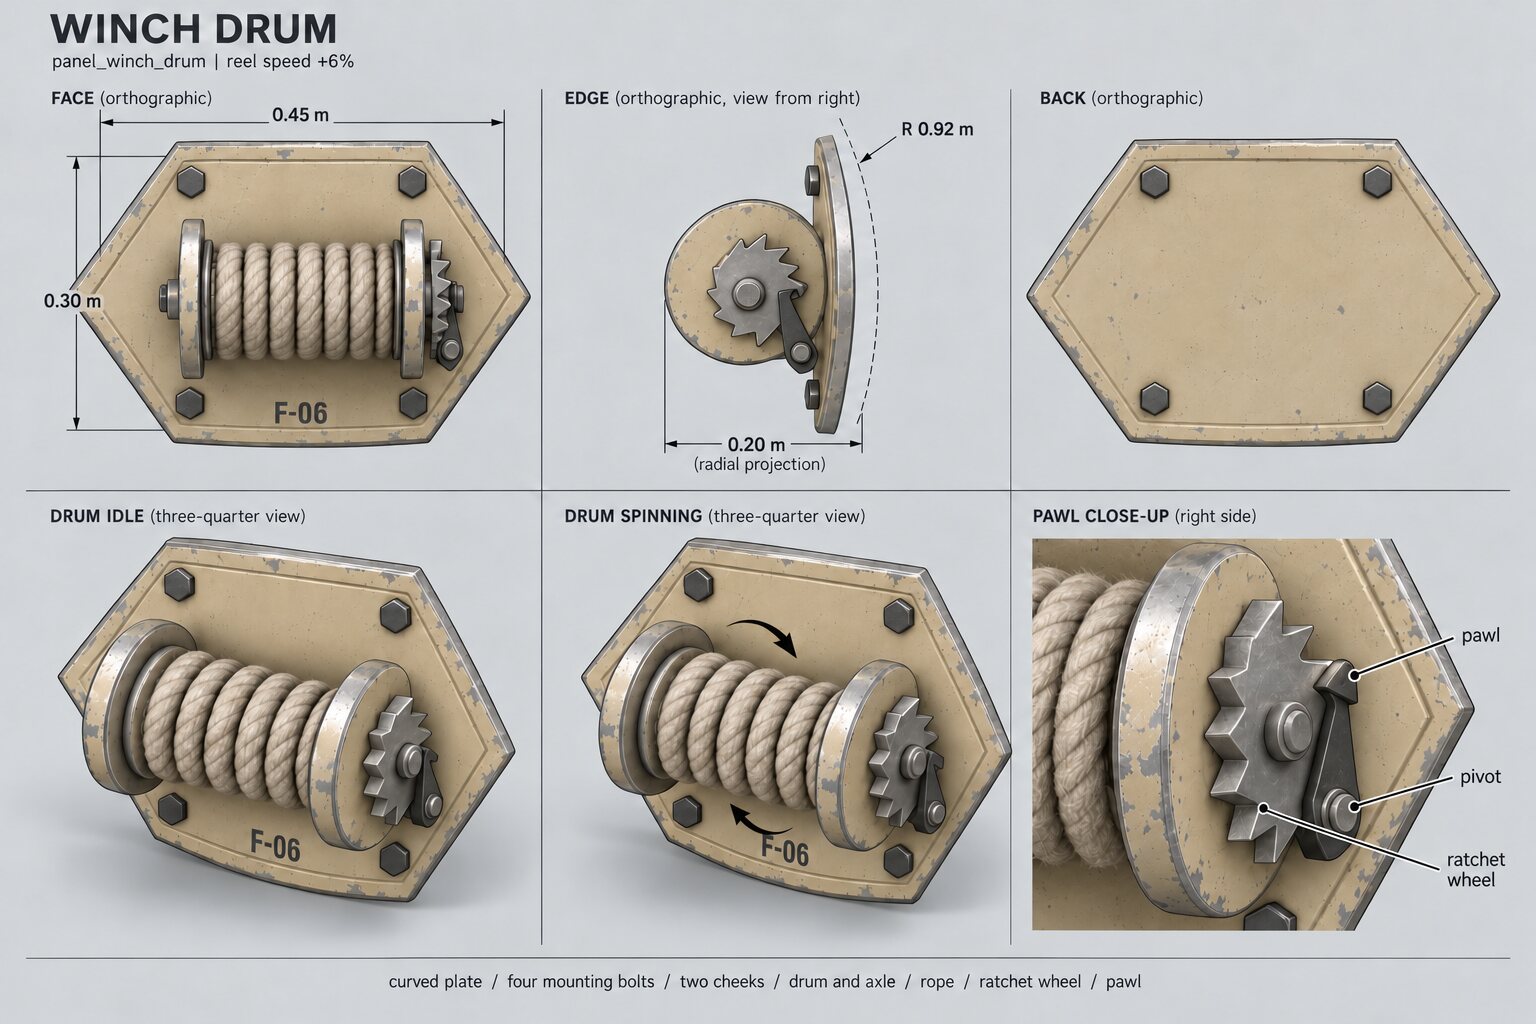 WINCH DRUM
panel_winch_drum | reel speed +6%
FACE (orthographic)
0.45 m
0.30 m
F-06
EDGE (orthographic, view from right)
R 0.92 m
0.20 m
(radial projection)
BACK (orthographic)
DRUM IDLE (three-quarter view)
F-06
DRUM SPINNING (three-quarter view)
F-06
PAWL CLOSE-UP (right side)
pawl
pivot
ratchet
wheel
curved plate / four mounting bolts / two cheeks / drum and axle / rope / ratchet wheel / pawl